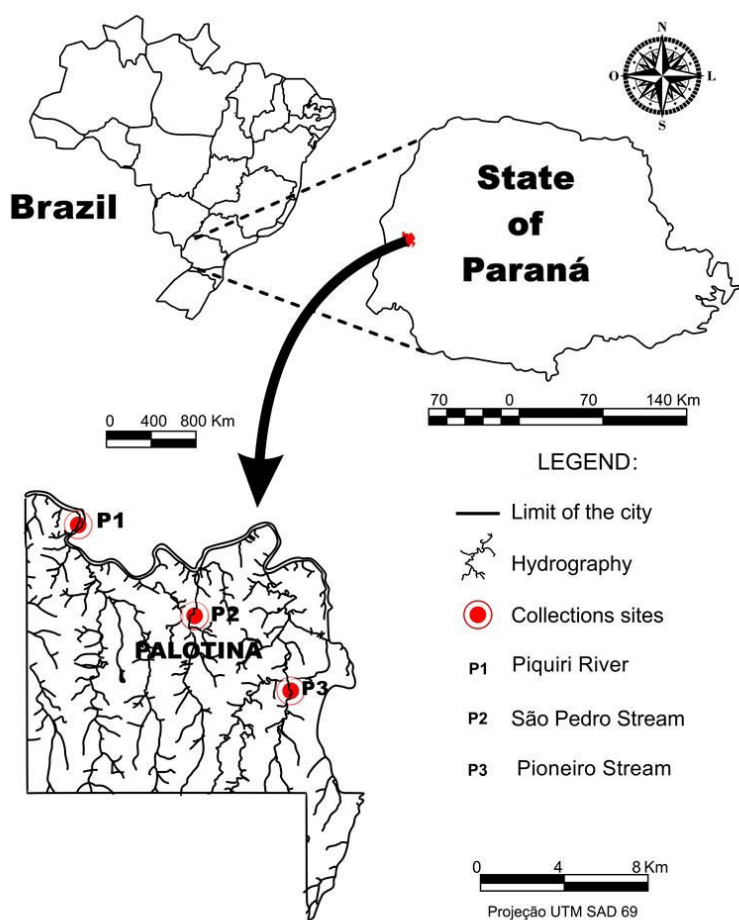 N
O L
S
Brazil
State
of
Paraná
0 400 800 Km
70 0 70 140 Km
LEGEND:
Limit of the city
Hydrography
Collections sites
P1 Piquiri River
P2 São Pedro Stream
P3 Pioneiro Stream
P1
P2
PALOTINA
P3
0 4 8 Km
Projeção UTM SAD 69